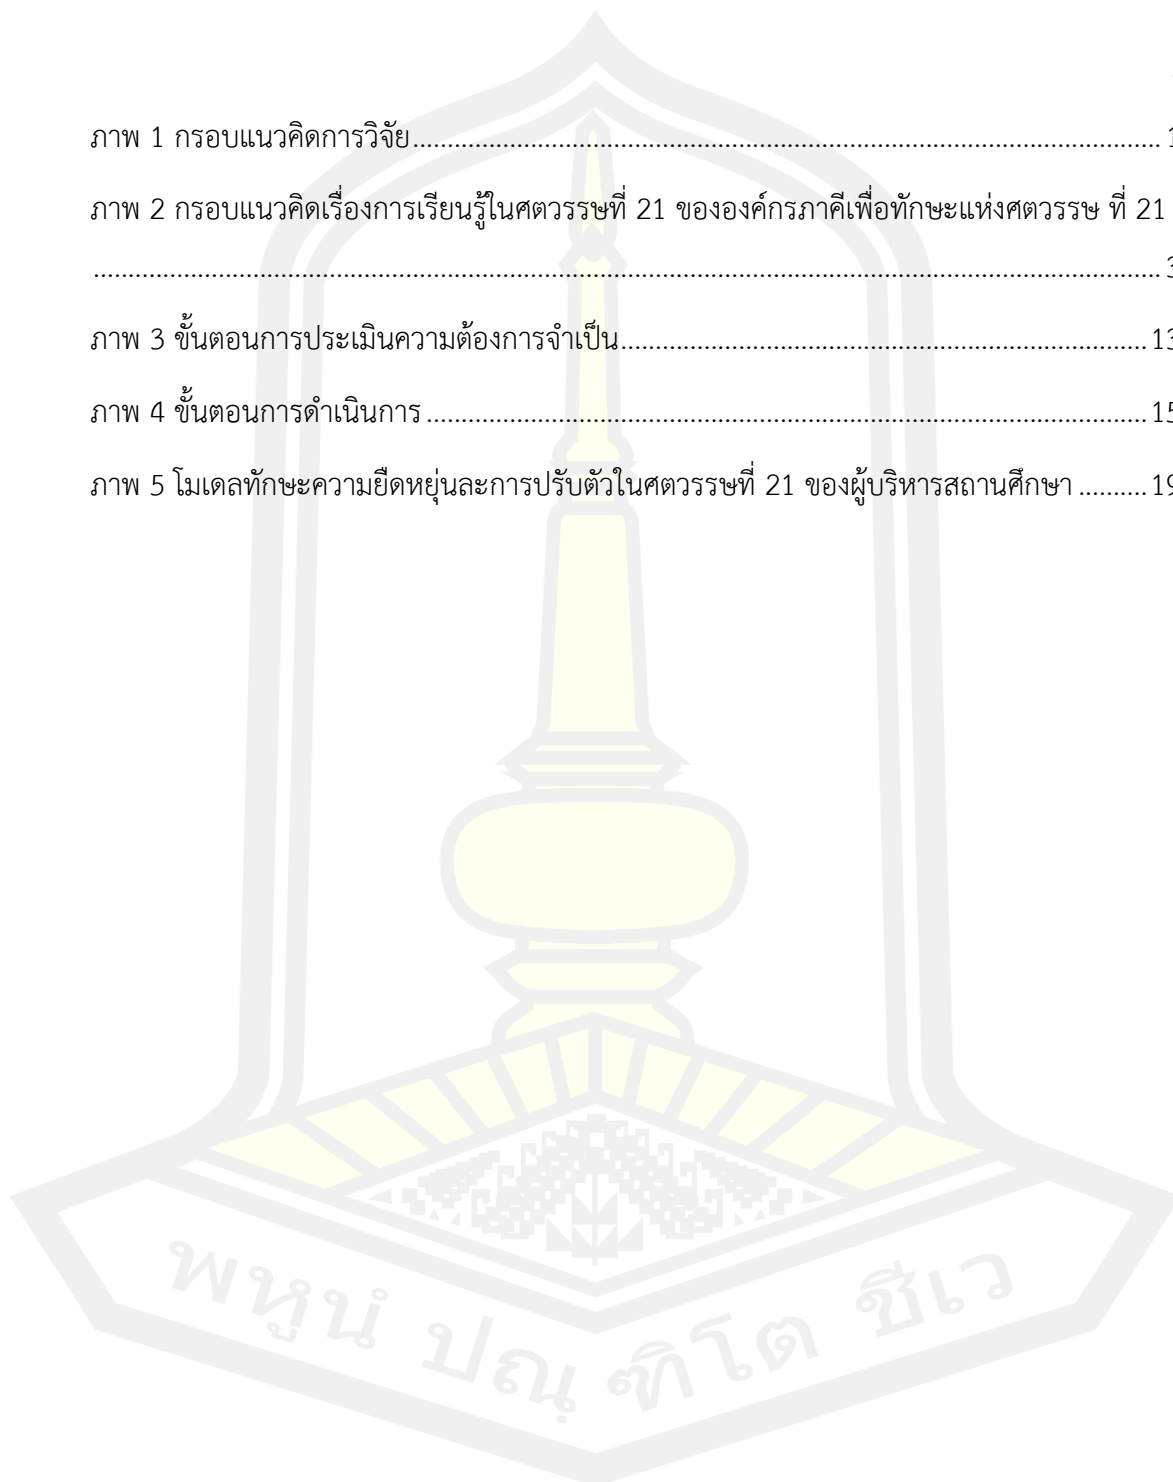 ภาพ 1 กรอบแนวคิดการวิจัย.......... 1
ภาพ 2 กรอบแนวคิดเรื่องการเรียนรู้ในศตวรรษที่ 21 ขององค์กรภาคีเพื่อทักษะแห่งศตวรรษ ที่ 21
.......... 3
ภาพ 3 ขั้นตอนการประเมินความต้องการจำเป็น.......... 13
ภาพ 4 ขั้นตอนการดำเนินการ .......... 15
ภาพ 5 โมเดลทักษะความยืดหยุ่นละการปรับตัวในศตวรรษที่ 21 ของผู้บริหารสถานศึกษา .......... 19
พหูนํ ปณฺฑิโต ชีเว